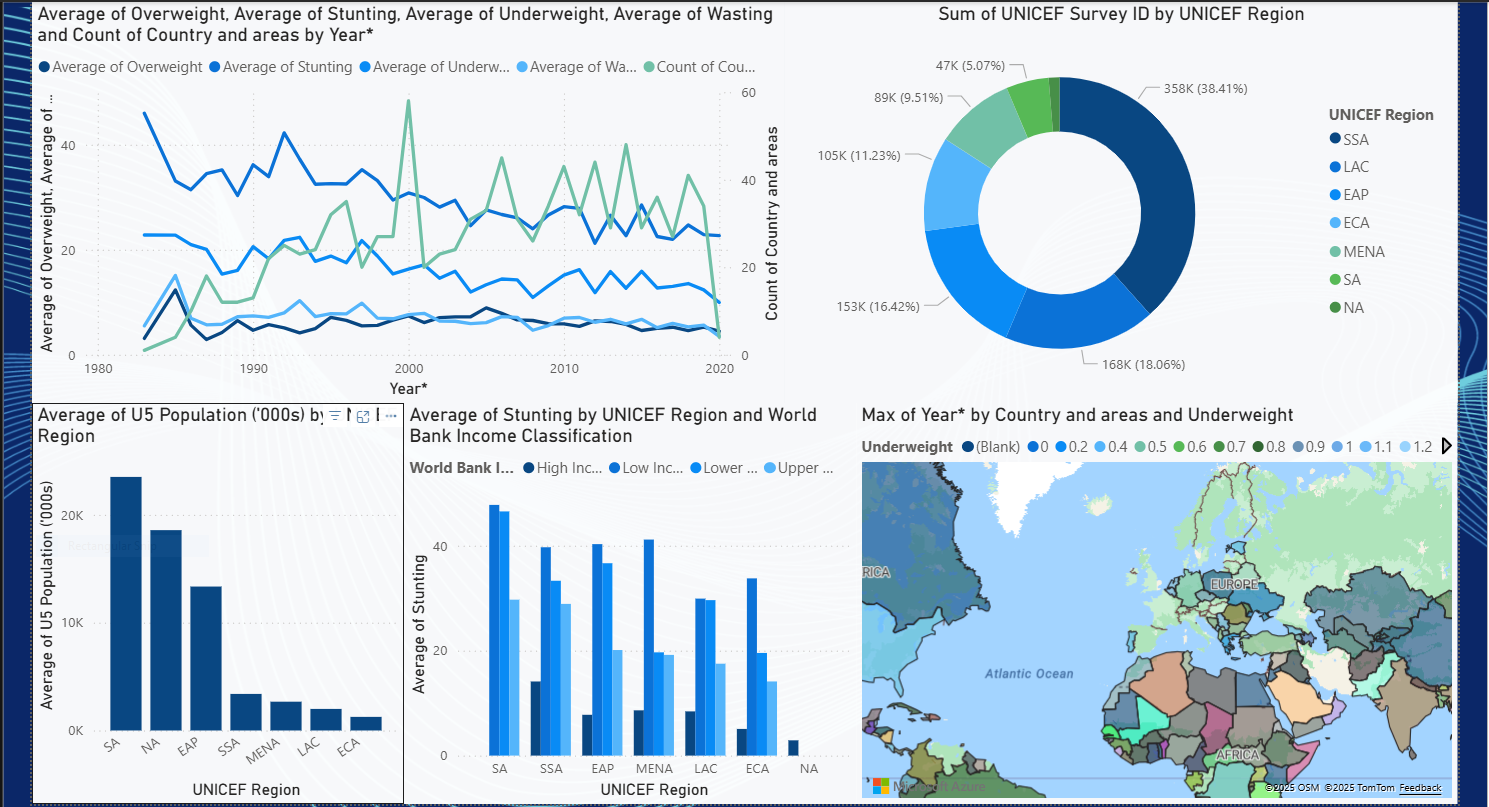 Average of Overweight, Average of Stunting, Average of Underweight, Average of Wasting
and Count of Country and areas by Year*
Average of Overweight Average of Stunting Average of Underw... Average of Wa... Count of Cou...
Average of Overweight, Average of ...
40
20
0
60
40
20
0
Count of Country and areas
1980 1990 2000 2010 2020
Year*
Sum of UNICEF Survey ID by UNICEF Region
47K (5.07%)
358K (38.41%)
89K (9.51%)
105K (11.23%)
153K (16.42%)
168K (18.06%)
UNICEF Region
SSA
LAC
EAP
ECA
MENA
SA
NA
Average of U5 Population ('000s) by
Region
Average of U5 Population ('000s)
20K
10K
0K
SA NA EAP SSA MENA LAC ECA
UNICEF Region
Average of Stunting by UNICEF Region and World
Bank Income Classification
World Bank I... High Inc... Low Inc... Lower ... Upper ...
Average of Stunting
40
20
0
SA SSA EAP MENA LAC ECA NA
UNICEF Region
Max of Year* by Country and areas and Underweight
Underweight (Blank) 0 0.2 0.4 0.5 0.6 0.7 0.8 0.9 1 1.1 1.2
RICA
EUROPE
Atlantic Ocean
AFRICA
Microsoft Azure
©2025 OSM ©2025 TomTom Feedback